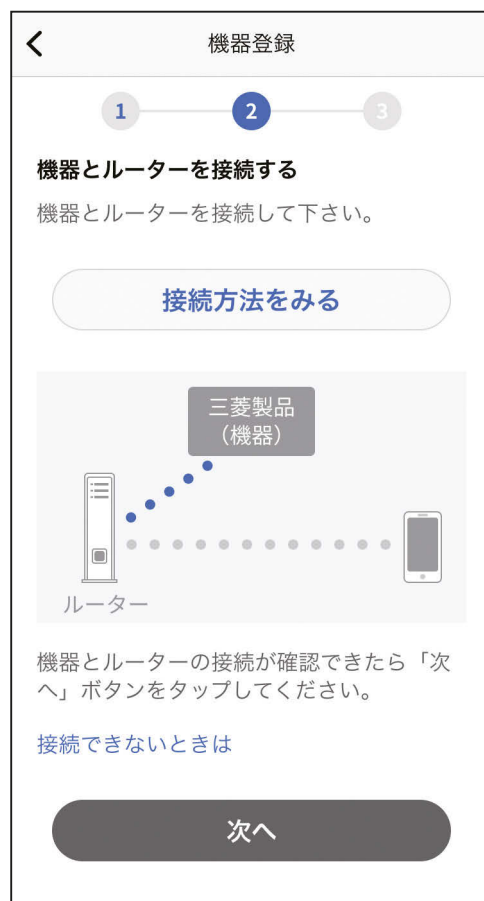 機器登録
1 2 3
機器とルーターを接続する
機器とルーターを接続して下さい。
接続方法をみる
三菱製品
（機器）
ルーター
機器とルーターの接続が確認できたら「次
へ」ボタンをタップしてください。
接続できないときは
次へ